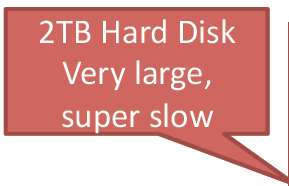 2TB Hard Disk
Very large,
super slow